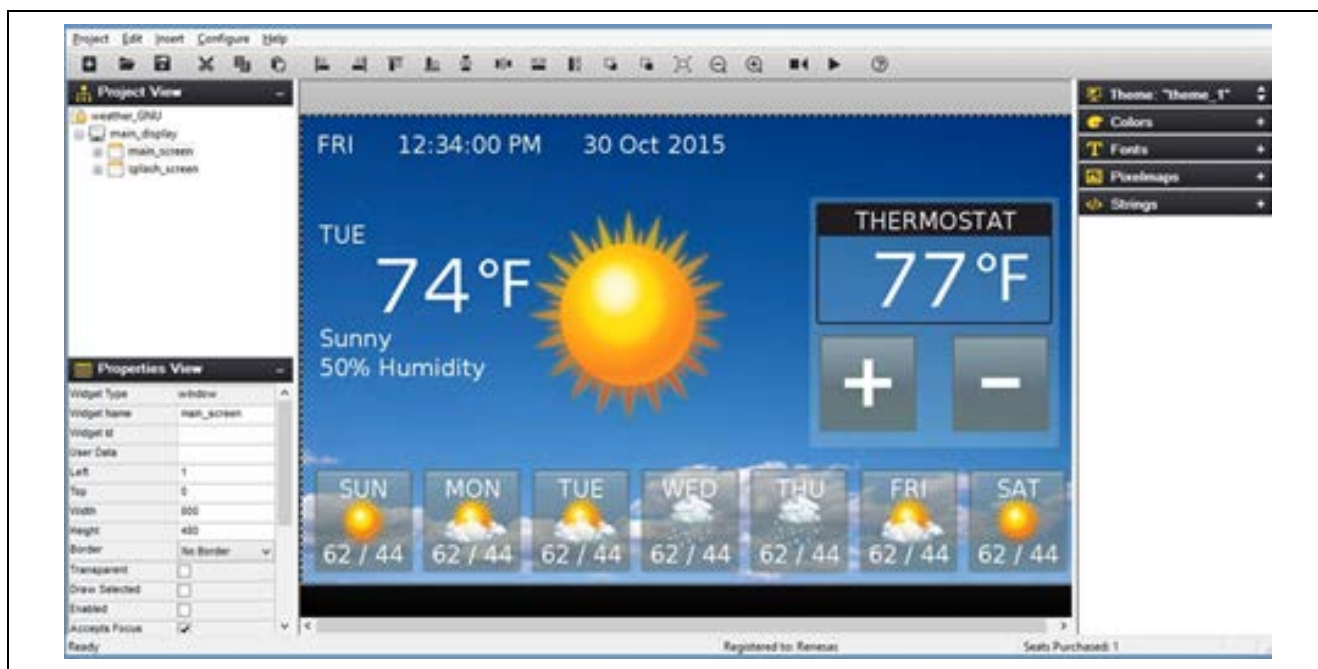 Project Edit Insert Configure Help
Project View
weather_GNU
main_display
main_screen
splash_screen
Properties View
Widget Type window
Widget Name main_screen
Widget Id
User Data
Left 1
Top 0
Width 800
Height 480
Border No Border
Transparent
Draw Selected
Enabled
Accepts Focus
Ready
FRI 12:34:00 PM 30 Oct 2015
TUE
74°F
Sunny
50% Humidity
THERMOSTAT
77°F
+ −
SUN MON TUE WED THU FRI SAT
62 / 44 62 / 44 62 / 44 62 / 44 62 / 44 62 / 44 62 / 44
Theme: "theme_1"
Colors
Fonts
Pixelmaps
Strings
Registered to: Renesas
Seats Purchased: 1